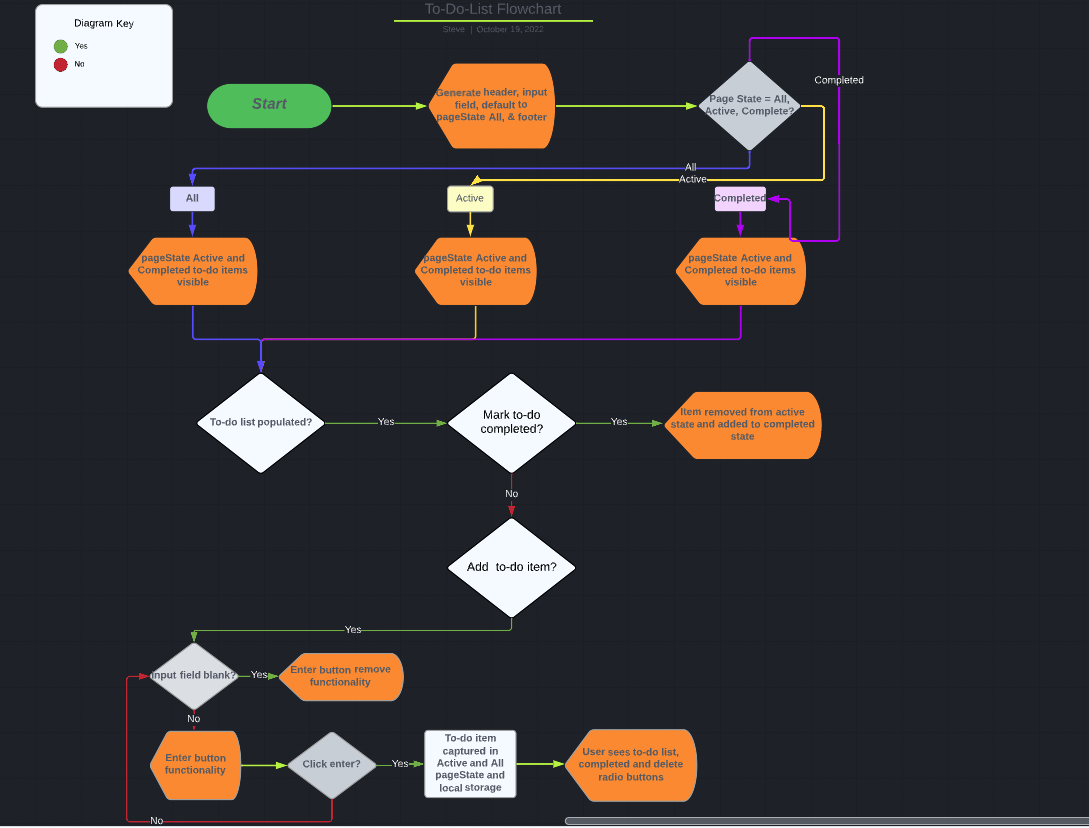 To-Do-List Flowchart
Steve | October 19, 2022
Diagram Key
Yes
No
Start
Generate header, input
field, default to
pageState All, & footer
Page State = All,
Active, Complete?
Completed
All
Active
All
Active
Completed
pageState Active and
Completed to-do items
visible
pageState Active and
Completed to-do items
visible
pageState Active and
Completed to-do items
visible
To-do list populated?
Yes
Mark to-do
completed?
Yes
Item removed from active
state and added to completed
state
No
Add to-do item?
Yes
Input field blank?
Yes
Enter button remove
functionality
No
Enter button
functionality
Click enter?
Yes
To-do item
captured in
Active and All
pageState and
local storage
User sees to-do list,
completed and delete
radio buttons
No